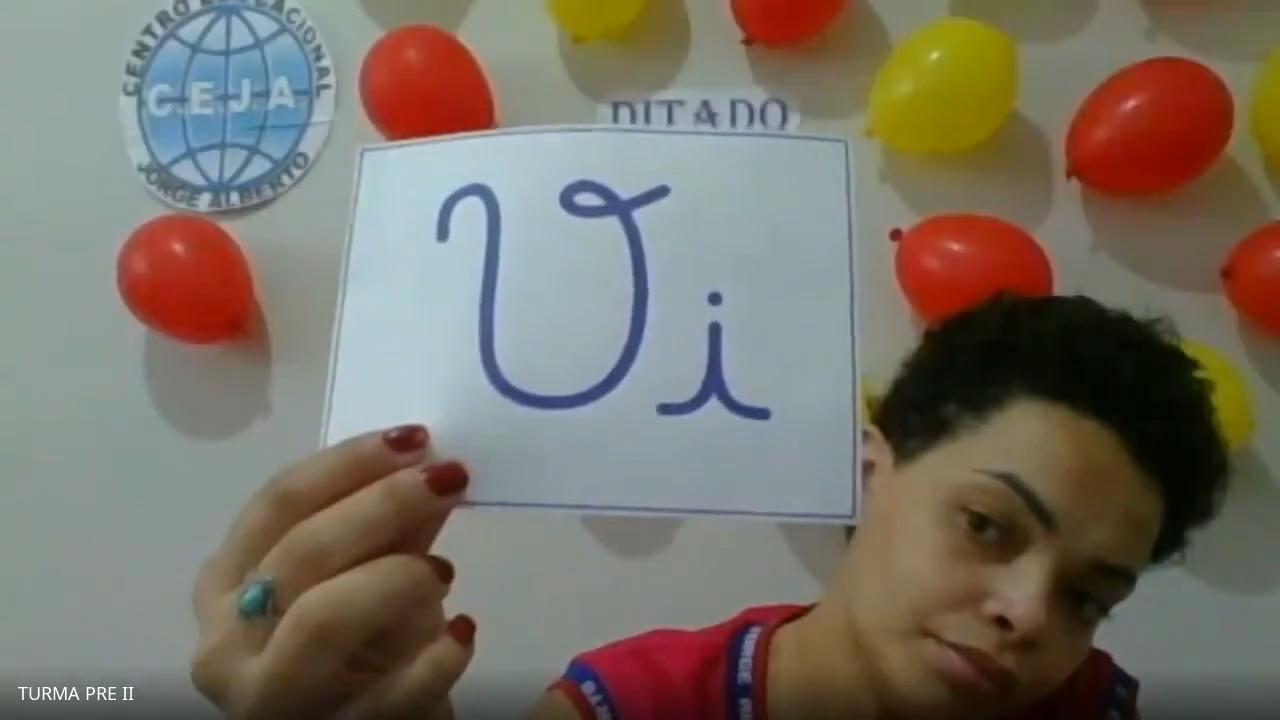 CENTRO EDUCACIONAL
C.E.J.A
JORGE ALBERTO
DITADO
Vi
TURMA PRE II